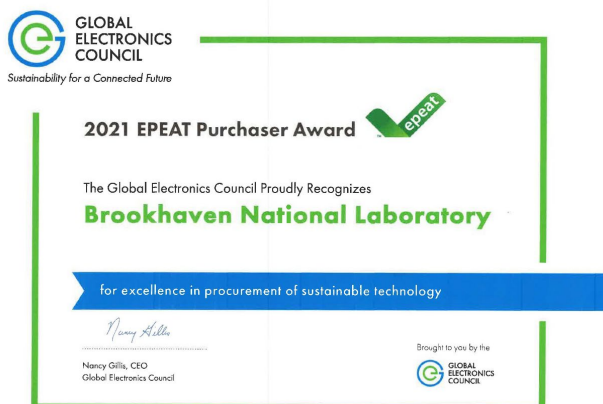 GLOBAL
ELECTRONICS
COUNCIL
Sustainability for a Connected Future
2021 EPEAT Purchaser Award
epeat
The Global Electronics Council Proudly Recognizes
Brookhaven National Laboratory
for excellence in procurement of sustainable technology
Nancy Gillis
Nancy Gillis, CEO
Global Electronics Council
Brought to you by the
GLOBAL
ELECTRONICS
COUNCIL